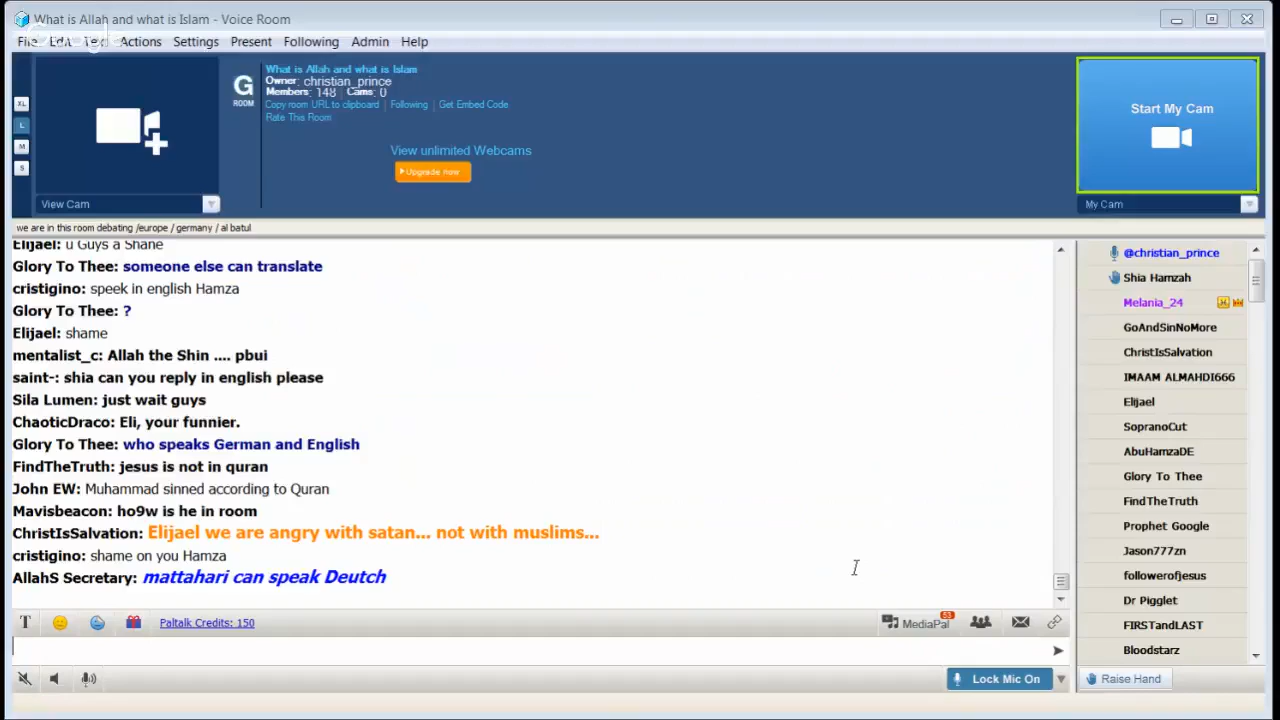 What is Allah and what is Islam - Voice Room
Google
File Edit Text Actions Settings Present Following Admin Help
What is Allah and what is Islam
Owner: christian_prince
Members: 148 Cams: 0
Copy room URL to clipboard | Following | Get Embed Code
Rate This Room
G
ROOM
View unlimited Webcams
Upgrade now
XL
L
M
S
View Cam
Start My Cam
My Cam
we are in this room debating /europe / germany / al batul
Elijael: u Guys a Shane
Glory To Thee: someone else can translate
cristigino: speek in english Hamza
Glory To Thee: ?
Elijael: shame
mentalist_c: Allah the Shin .... pbui
saint-: shia can you reply in english please
Sila Lumen: just wait guys
ChaoticDraco: Eli, your funnier.
Glory To Thee: who speaks German and English
FindTheTruth: jesus is not in quran
John EW: Muhammad sinned according to Quran
Mavisbeacon: ho9w is he in room
ChristIsSalvation: Elijael we are angry with satan... not with muslims...
cristigino: shame on you Hamza
AllahS Secretary: mattahari can speak Deutch
@christian_prince
Shia Hamzah
Melania_24
GoAndSinNoMore
ChristIsSalvation
IMAAM ALMAHDI666
Elijael
SopranoCut
AbuHamzaDE
Glory To Thee
FindTheTruth
Prophet Google
Jason777zn
followerofjesus
Dr Pigglet
FIRSTandLAST
Bloodstarz
T
Paltalk Credits: 150
MediaPal
53
Lock Mic On
Raise Hand